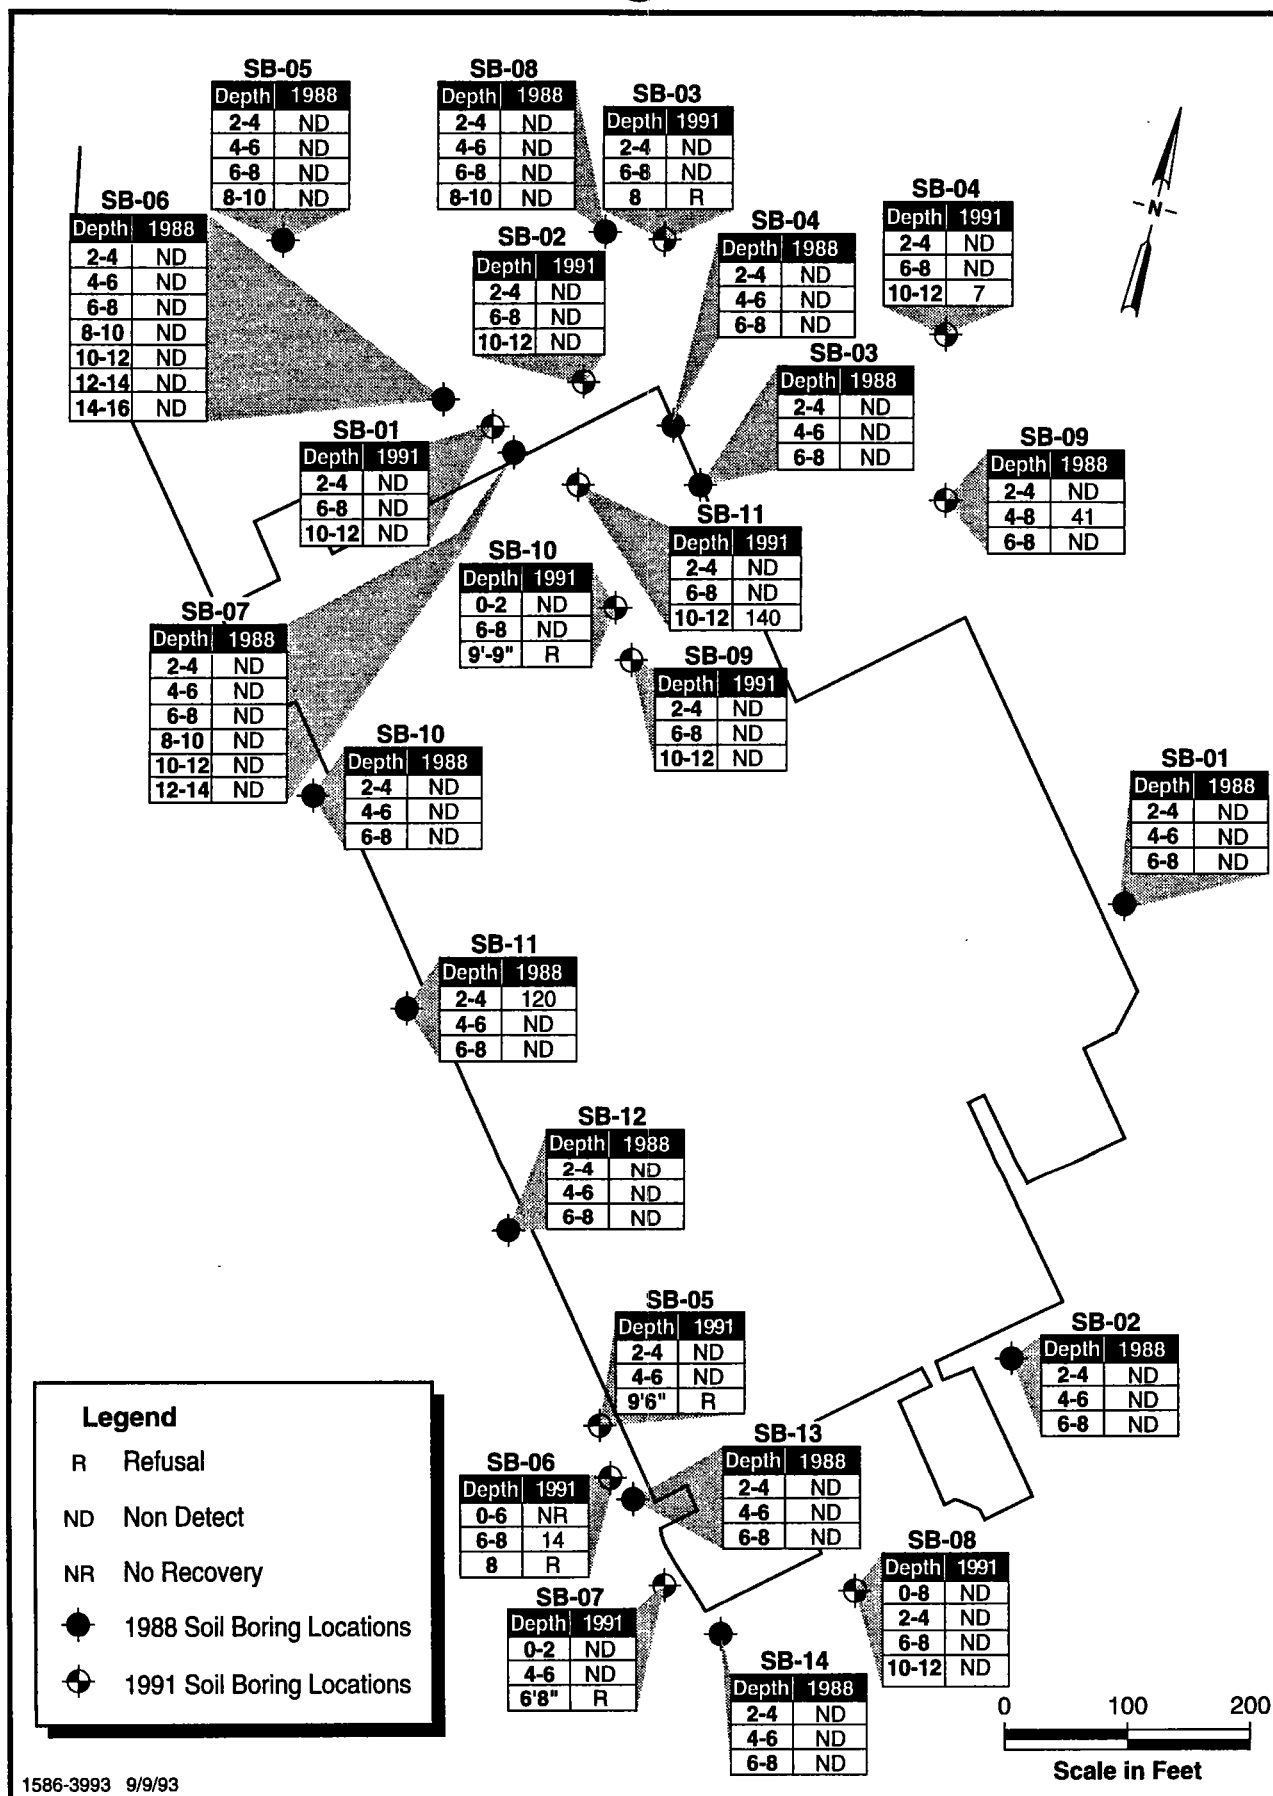 SB-05
Depth 1988
2-4 ND
4-6 ND
6-8 ND
8-10 ND
SB-08
Depth 1988
2-4 ND
4-6 ND
6-8 ND
8-10 ND
SB-03
Depth 1991
2-4 ND
6-8 ND
8 R
SB-06
Depth 1988
2-4 ND
4-6 ND
6-8 ND
8-10 ND
10-12 ND
12-14 ND
14-16 ND
SB-02
Depth 1991
2-4 ND
6-8 ND
10-12 ND
SB-04
Depth 1988
2-4 ND
4-6 ND
6-8 ND
SB-04
Depth 1991
2-4 ND
6-8 ND
10-12 7
N
SB-03
Depth 1988
2-4 ND
4-6 ND
6-8 ND
SB-01
Depth 1991
2-4 ND
6-8 ND
10-12 ND
SB-09
Depth 1988
2-4 ND
4-8 41
6-8 ND
SB-11
Depth 1991
2-4 ND
6-8 ND
10-12 140
SB-10
Depth 1991
0-2 ND
6-8 ND
9'-9" R
SB-07
Depth 1988
2-4 ND
4-6 ND
6-8 ND
8-10 ND
10-12 ND
12-14 ND
SB-09
Depth 1991
2-4 ND
6-8 ND
10-12 ND
SB-10
Depth 1988
2-4 ND
4-6 ND
6-8 ND
SB-01
Depth 1988
2-4 ND
4-6 ND
6-8 ND
SB-11
Depth 1988
2-4 120
4-6 ND
6-8 ND
SB-12
Depth 1988
2-4 ND
4-6 ND
6-8 ND
SB-05
Depth 1991
2-4 ND
4-6 ND
9'6" R
SB-02
Depth 1988
2-4 ND
4-6 ND
6-8 ND
SB-13
Depth 1988
2-4 ND
4-6 ND
6-8 ND
SB-06
Depth 1991
0-6 NR
6-8 14
8 R
SB-08
Depth 1991
0-8 ND
2-4 ND
6-8 ND
10-12 ND
SB-07
Depth 1991
0-2 ND
4-6 ND
6'8" R
SB-14
Depth 1988
2-4 ND
4-6 ND
6-8 ND
Legend
R Refusal
ND Non Detect
NR No Recovery
1988 Soil Boring Locations
1991 Soil Boring Locations
0 100 200
Scale in Feet
1586-3993 9/9/93